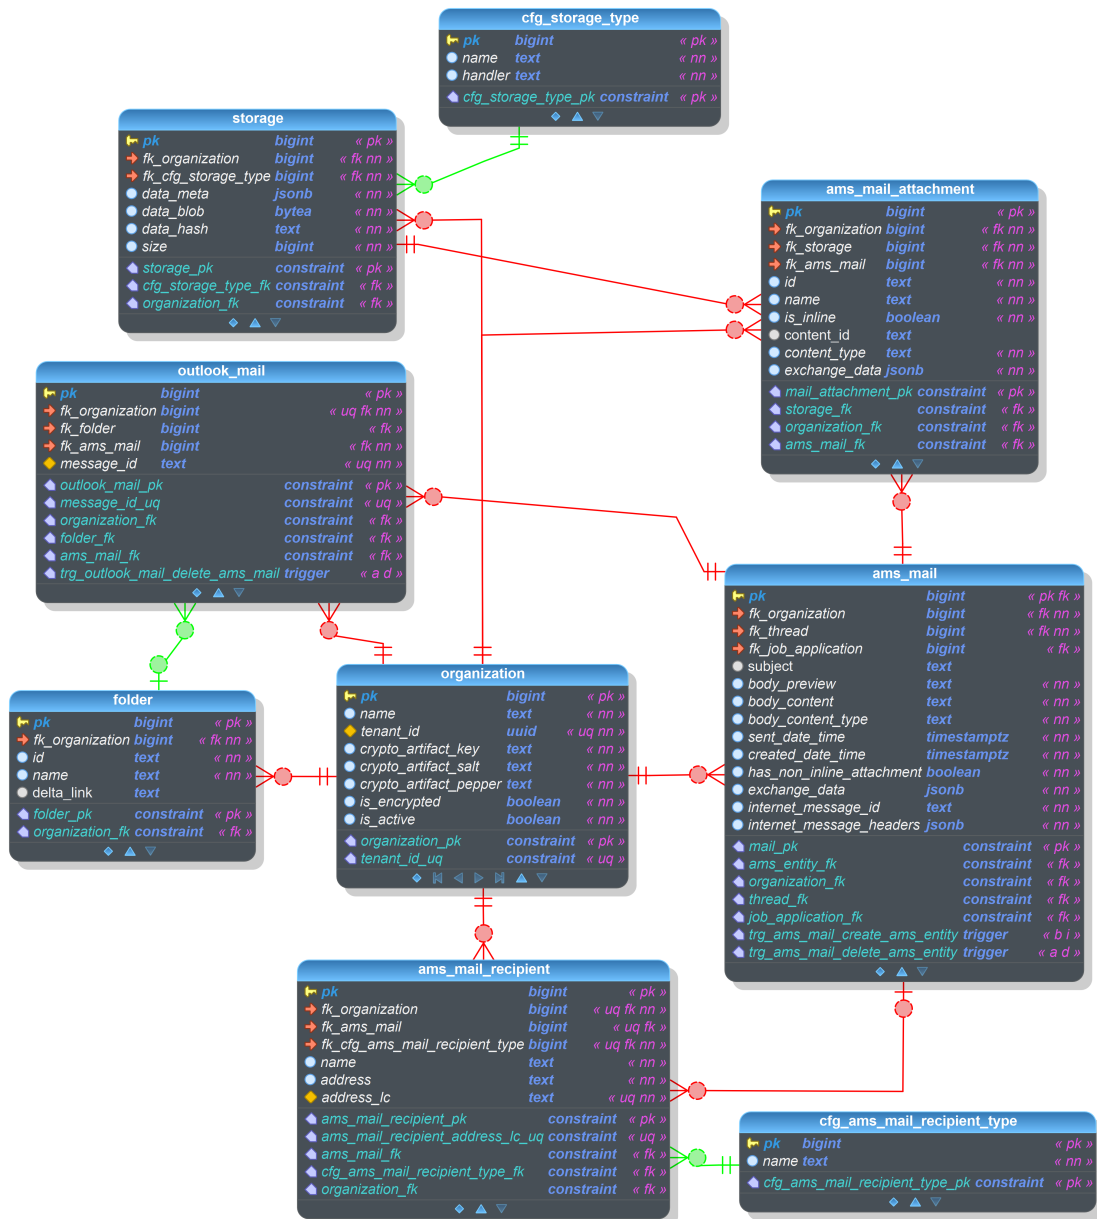 cfg_storage_type
pk bigint « pk »
name text « nn »
handler text « nn »
cfg_storage_type_pk constraint « pk »
storage
pk bigint « pk »
fk_organization bigint « fk nn »
fk_cfg_storage_type bigint « fk nn »
data_meta jsonb « nn »
data_blob bytea « nn »
data_hash text « nn »
size bigint « nn »
storage_pk constraint « pk »
cfg_storage_type_fk constraint « fk »
organization_fk constraint « fk »
ams_mail_attachment
pk bigint « pk »
fk_organization bigint « fk nn »
fk_storage bigint « fk nn »
fk_ams_mail bigint « fk nn »
id text « nn »
name text « nn »
is_inline boolean « nn »
content_id text
content_type text « nn »
exchange_data jsonb « nn »
mail_attachment_pk constraint « pk »
storage_fk constraint « fk »
organization_fk constraint « fk »
ams_mail_fk constraint « fk »
outlook_mail
pk bigint « pk »
fk_organization bigint « uq fk nn »
fk_folder bigint « fk »
fk_ams_mail bigint « fk nn »
message_id text « uq nn »
outlook_mail_pk constraint « pk »
message_id_uq constraint « uq »
organization_fk constraint « fk »
folder_fk constraint « fk »
ams_mail_fk constraint « fk »
trg_outlook_mail_delete_ams_mail trigger « a d »
ams_mail
pk bigint « pk fk »
fk_organization bigint « fk nn »
fk_thread bigint « fk nn »
fk_job_application bigint « fk »
subject text
body_preview text « nn »
body_content text « nn »
body_content_type text « nn »
sent_date_time timestamptz « nn »
created_date_time timestamptz « nn »
has_non_inline_attachment boolean « nn »
exchange_data jsonb « nn »
internet_message_id text « nn »
internet_message_headers jsonb « nn »
mail_pk constraint « pk »
ams_entity_fk constraint « fk »
organization_fk constraint « fk »
thread_fk constraint « fk »
job_application_fk constraint « fk »
trg_ams_mail_create_ams_entity trigger « b i »
trg_ams_mail_delete_ams_entity trigger « a d »
organization
pk bigint « pk »
name text « nn »
tenant_id uuid « uq nn »
crypto_artifact_key text « nn »
crypto_artifact_salt text « nn »
crypto_artifact_pepper text « nn »
is_encrypted boolean « nn »
is_active boolean « nn »
organization_pk constraint « pk »
tenant_id_uq constraint « uq »
folder
pk bigint « pk »
fk_organization bigint « fk nn »
id text « nn »
name text « nn »
delta_link text
folder_pk constraint « pk »
organization_fk constraint « fk »
ams_mail_recipient
pk bigint « pk »
fk_organization bigint « uq fk nn »
fk_ams_mail bigint « uq fk »
fk_cfg_ams_mail_recipient_type bigint « uq fk nn »
name text « nn »
address text « nn »
address_lc text « uq nn »
ams_mail_recipient_pk constraint « pk »
ams_mail_recipient_address_lc_uq constraint « uq »
ams_mail_fk constraint « fk »
cfg_ams_mail_recipient_type_fk constraint « fk »
organization_fk constraint « fk »
cfg_ams_mail_recipient_type
pk bigint « pk »
name text « nn »
cfg_ams_mail_recipient_type_pk constraint « pk »